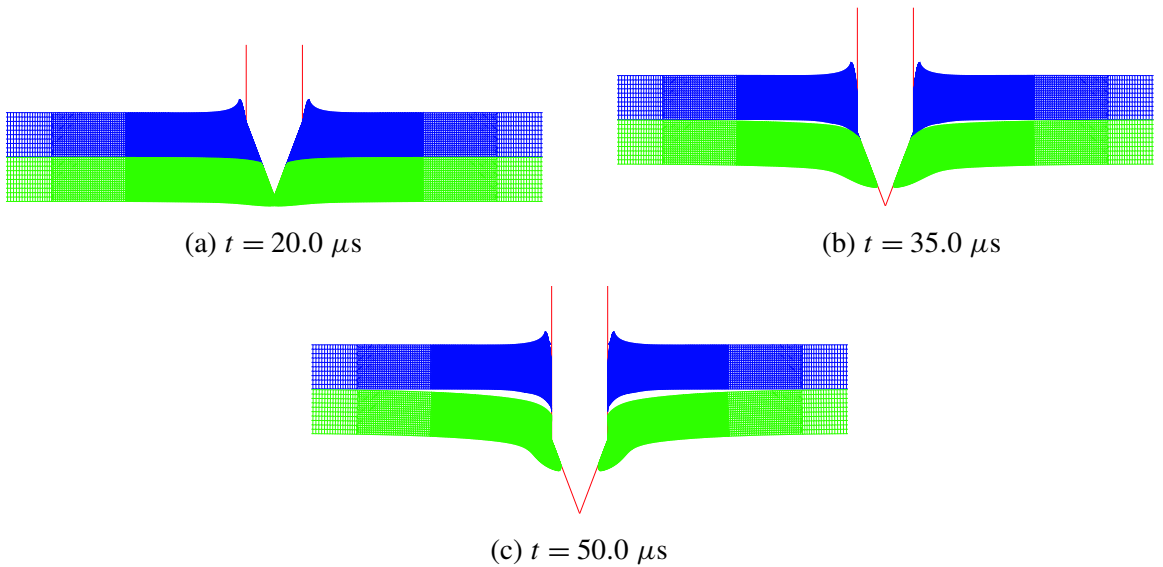 (a) t = 20.0 μs
(b) t = 35.0 μs
(c) t = 50.0 μs